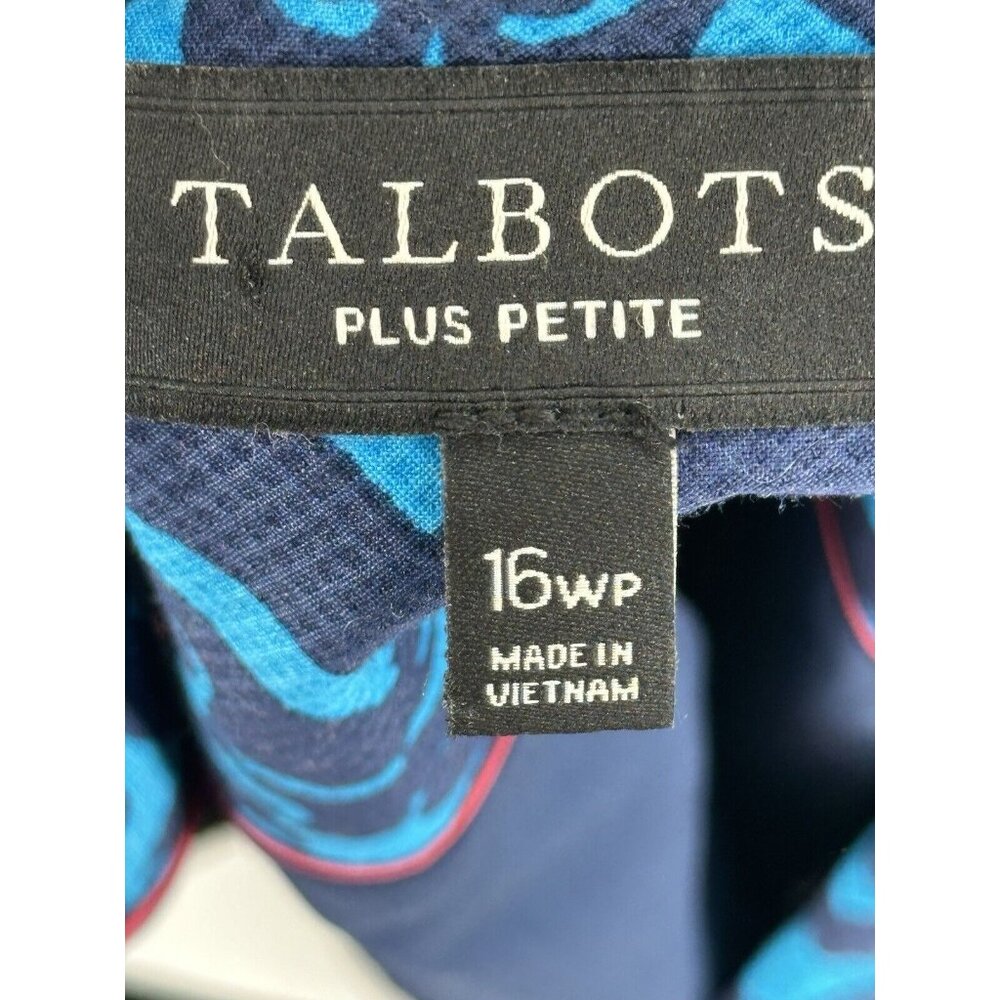 TALBOTS
PLUS PETITE
16WP
MADE IN
VIETNAM